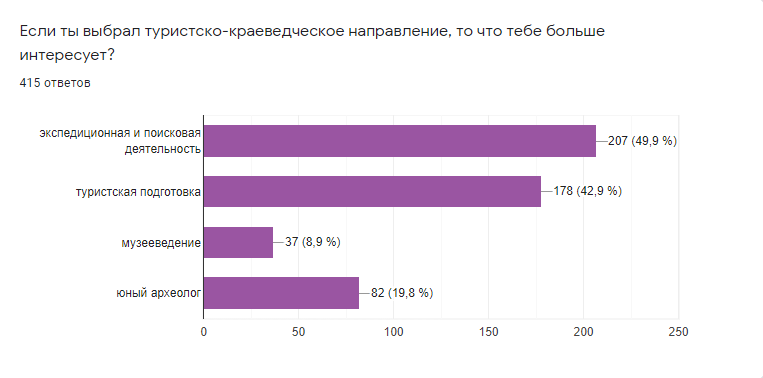 Если ты выбрал туристско-краеведческое направление, то что тебе больше
интересует?
415 ответов
экспедиционная и поисковая
деятельность
207 (49,9 %)
туристская подготовка
178 (42,9 %)
музееведение
37 (8,9 %)
юный археолог
82 (19,8 %)
0 50 100 150 200 250